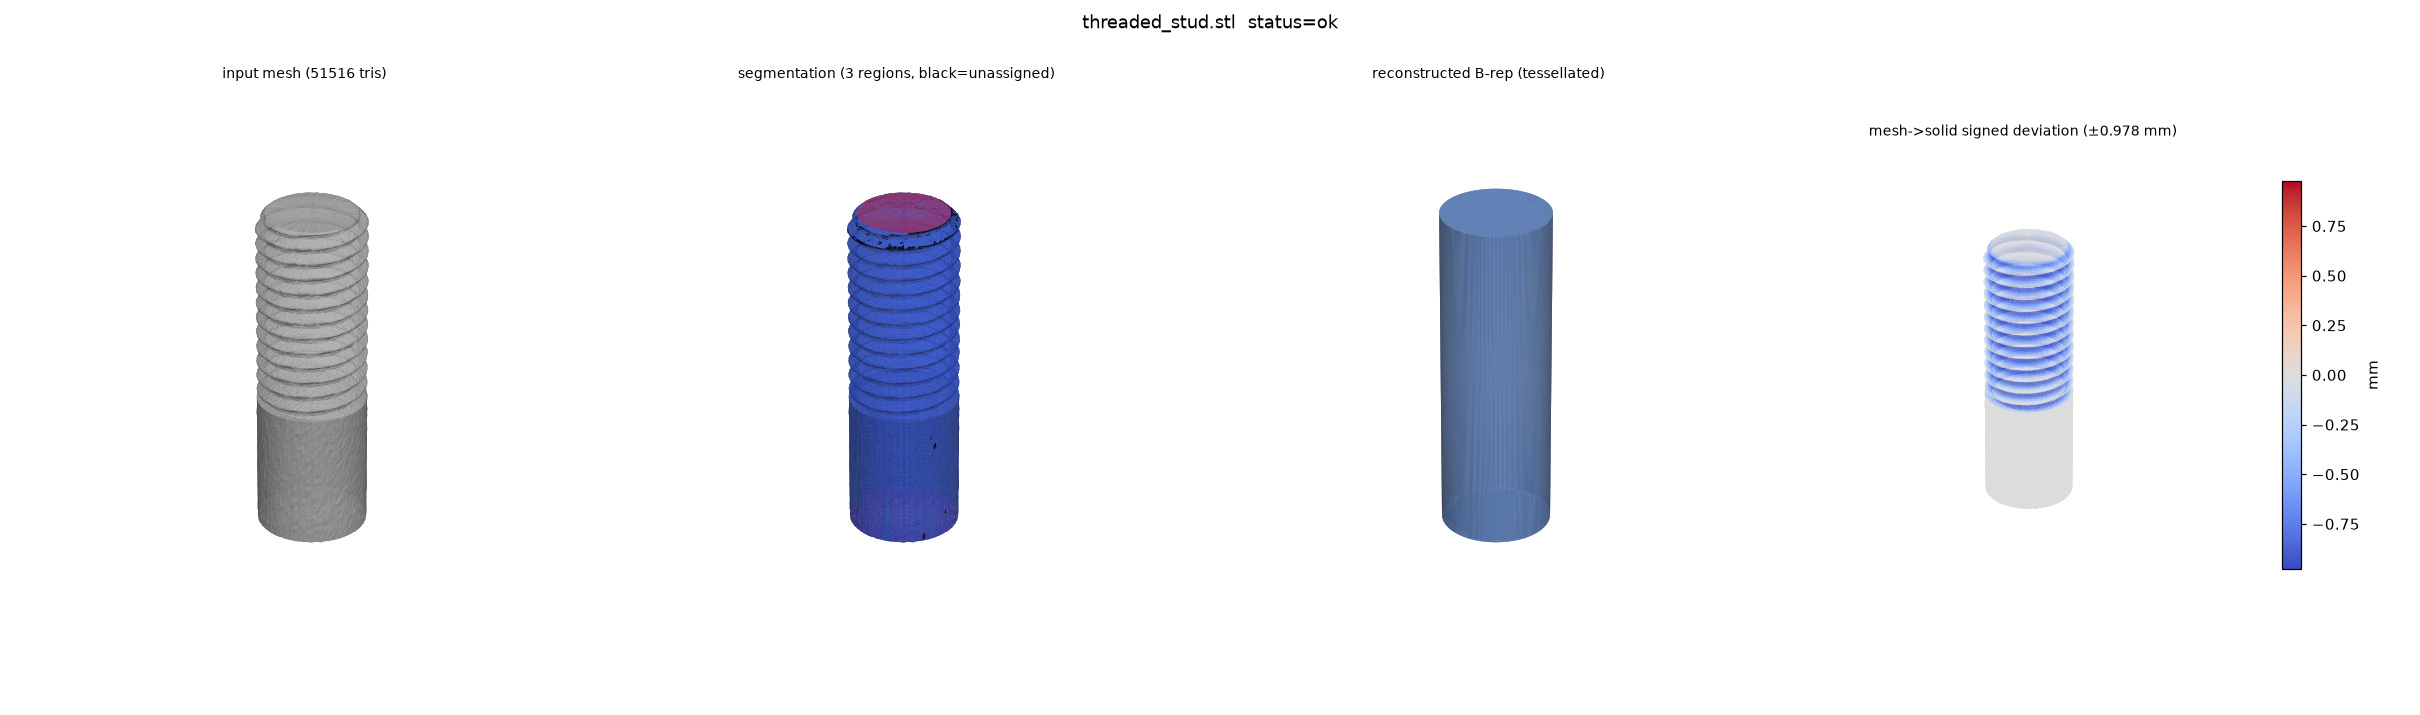 threaded_stud.stl  status=ok
input mesh (51516 tris)
segmentation (3 regions, black=unassigned)
reconstructed B-rep (tessellated)
mesh->solid signed deviation (±0.978 mm)
0.75
0.50
0.25
0.00
−0.25
−0.50
−0.75
mm